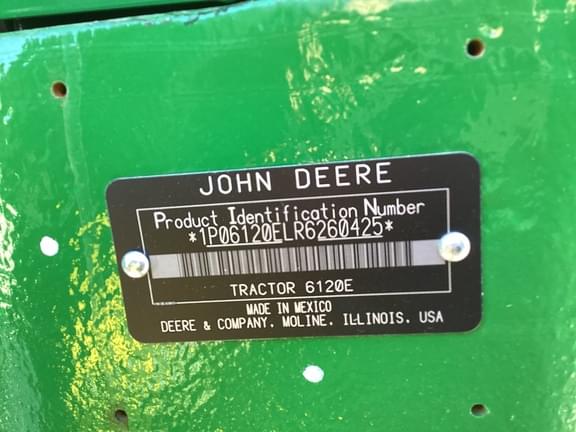 JOHN DEERE
Product Identification Number
*1P06120ELR6260425*
TRACTOR 6120E
MADE IN MEXICO
DEERE & COMPANY. MOLINE. ILLINOIS. USA